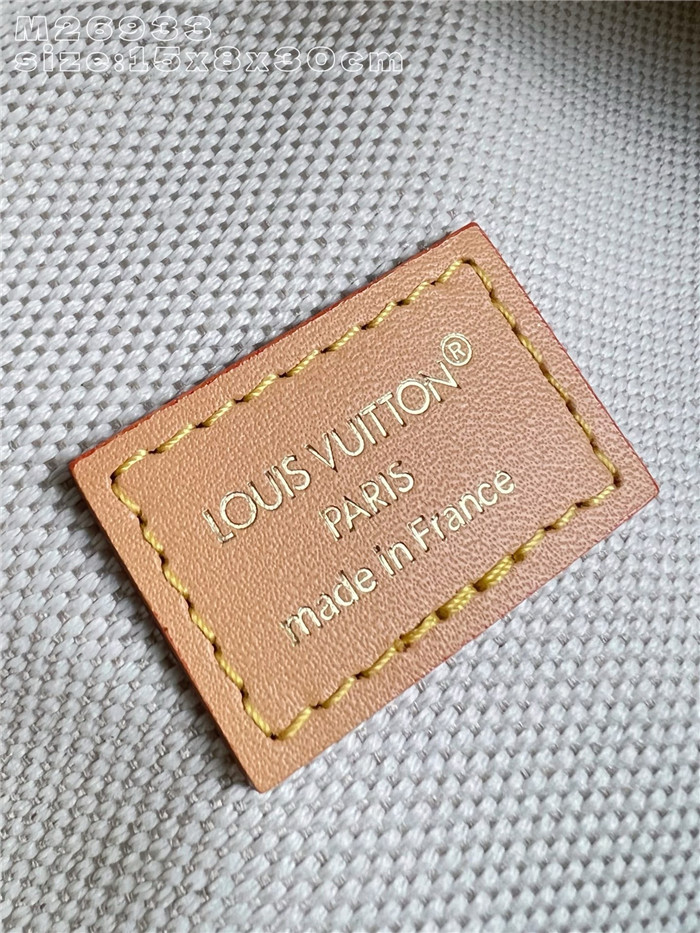 M26933
size:15x8x30cm
LOUIS VUITTON®
PARIS
made in France